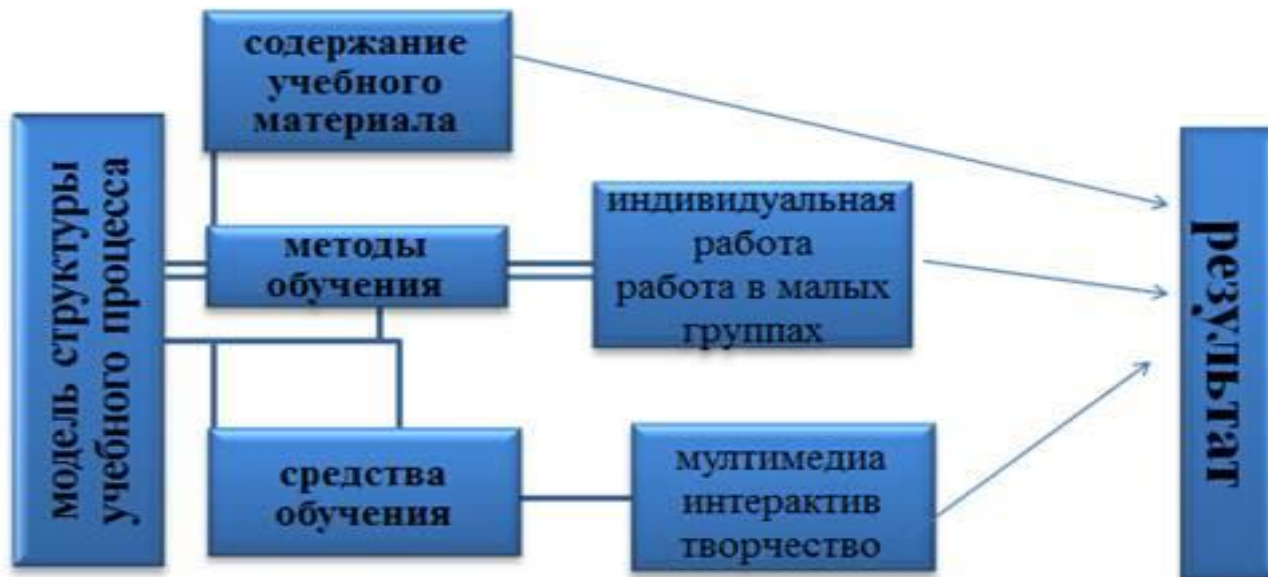 модель структуры
учебного процесса
содержание
учебного
материала
методы
обучения
индивидуальная
работа
работа в малых
группах
средства
обучения
мултимедиа
интерактив
творчество
результат